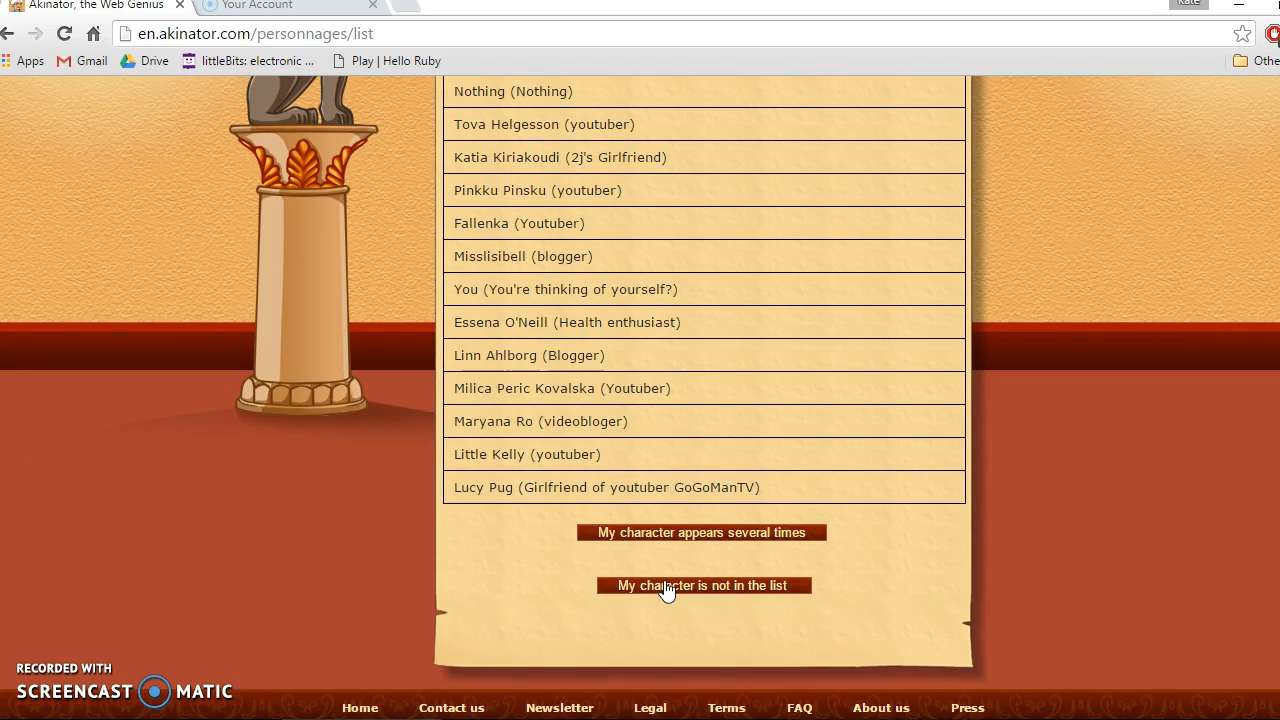 Akinator, the Web Genius
Your Account
Kate
en.akinator.com/personnages/list
Apps
Gmail
Drive
littleBits: electronic ...
Play | Hello Ruby
Othe
Nothing (Nothing)
Tova Helgesson (youtuber)
Katia Kiriakoudi (2j's Girlfriend)
Pinkku Pinsku (youtuber)
Fallenka (Youtuber)
Misslisibell (blogger)
You (You're thinking of yourself?)
Essena O'Neill (Health enthusiast)
Linn Ahlborg (Blogger)
Milica Peric Kovalska (Youtuber)
Maryana Ro (videobloger)
Little Kelly (youtuber)
Lucy Pug (Girlfriend of youtuber GoGoManTV)
My character appears several times
My character is not in the list
RECORDED WITH
SCREENCAST MATIC
Home
Contact us
Newsletter
Legal
Terms
FAQ
About us
Press